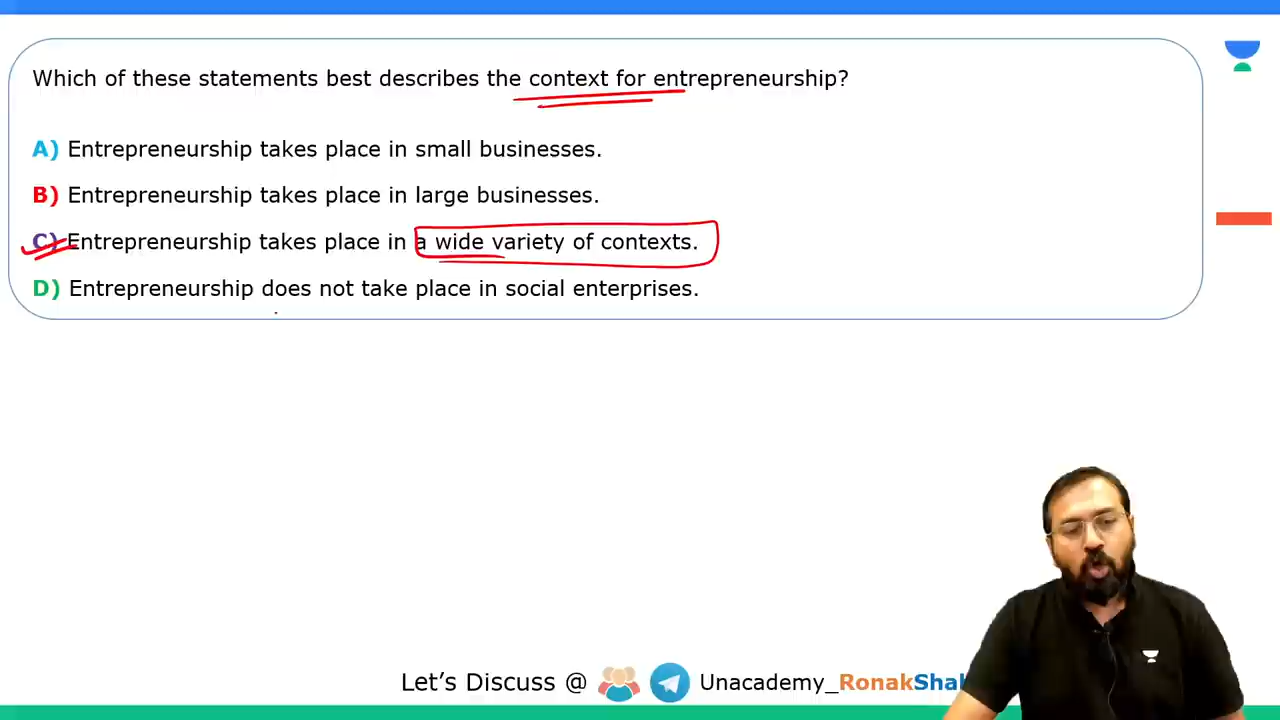 Which of these statements best describes the context for entrepreneurship?
A) Entrepreneurship takes place in small businesses.
B) Entrepreneurship takes place in large businesses.
C) Entrepreneurship takes place in a wide variety of contexts.
D) Entrepreneurship does not take place in social enterprises.
Let's Discuss @ Unacademy_RonakShah